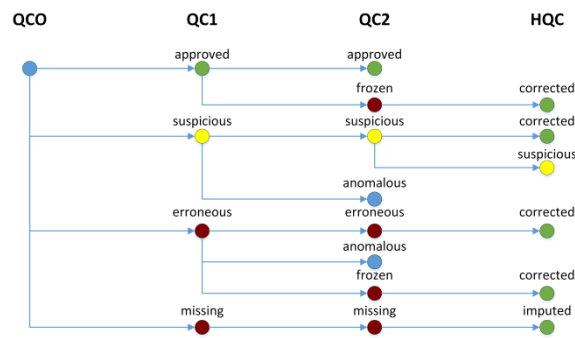 QCO QC1 QC2 HQC
approved approved
frozen corrected
suspicious suspicious corrected
suspicious
anomalous
erroneous erroneous corrected
anomalous
frozen corrected
missing missing imputed